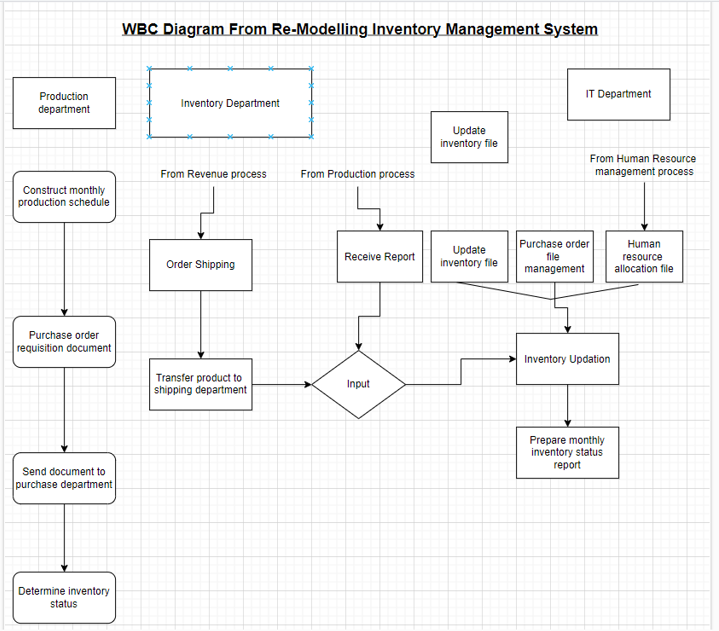 WBC Diagram From Re-Modelling Inventory Management System
Production
department
Inventory Department
IT Department
Update
inventory file
From Revenue process
From Production process
From Human Resource
management process
Construct monthly
production schedule
Order Shipping
Receive Report
Update
inventory file
Purchase order
file
management
Human
resource
allocation file
Purchase order
requisition document
Transfer product to
shipping department
Input
Inventory Updation
Prepare monthly
inventory status
report
Send document to
purchase department
Determine inventory
status